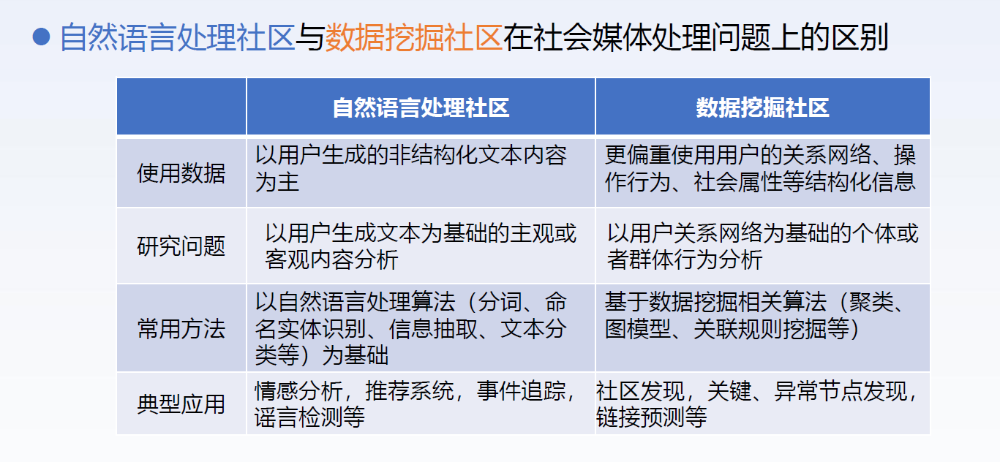 自然语言处理社区与数据挖掘社区在社会媒体处理问题上的区别
自然语言处理社区
数据挖掘社区
使用数据
以用户生成的非结构化文本内容
为主
更偏重使用用户的关系网络、操
作行为、社会属性等结构化信息
研究问题
以用户生成文本为基础的主观或
客观内容分析
以用户关系网络为基础的个体或
者群体行为分析
常用方法
以自然语言处理算法（分词、命
名实体识别、信息抽取、文本分
类等）为基础
基于数据挖掘相关算法（聚类、
图模型、关联规则挖掘等）
典型应用
情感分析，推荐系统，事件追踪，
谣言检测等
社区发现，关键、异常节点发现，
链接预测等